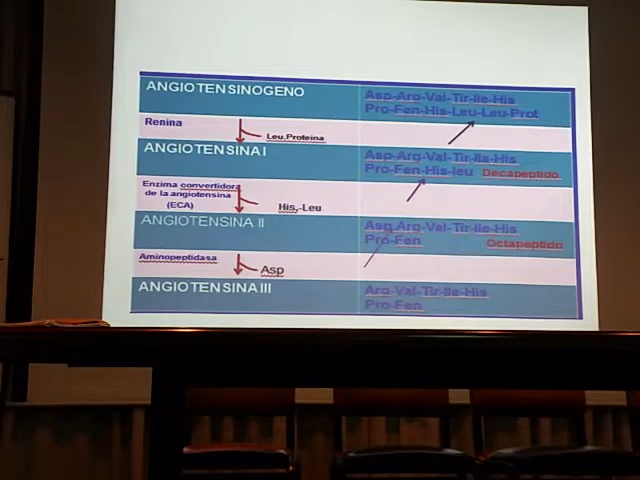 ANGIOTENSINOGENO
Asp-Arg-Val-Tir-Ile-His
Pro-Fen-His-Leu-Leu-Prot
Renina
Leu,Proteina
ANGIOTENSINA I
Asp-Arg-Val-Tir-Ile-His
Pro-Fen-His-leu Decapeptido
Enzima convertidora
de la angiotensina
(ECA)
His,-Leu
ANGIOTENSINA II
Asp Arg-Val-Tir-Ile-His
Pro-Fen Octapeptido
Aminopeptidasa
Asp
ANGIOTENSINA III
Arg-Val-Tir-Ile-His
Pro-Fen